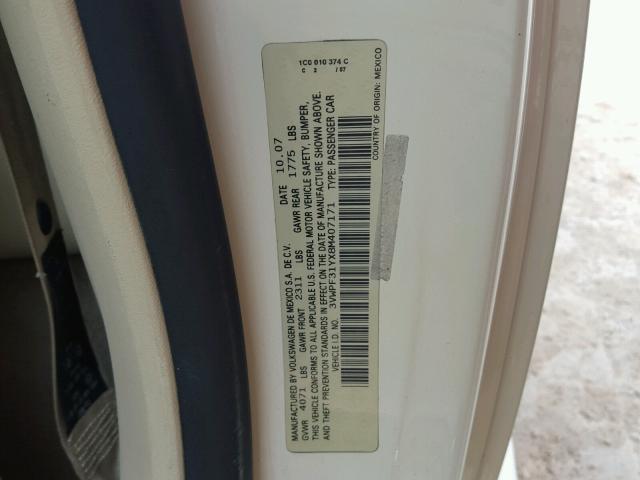 1C0 010 374 C
C 2 /07
MANUFACTURED BY VOLKSWAGEN DE MEXICO S.A. DE C.V. DATE 10.07
GVWR 4071 LBS GAWR FRONT 2311 LBS GAWR REAR 1775 LBS
THIS VEHICLE CONFORMS TO ALL APPLICABLE U.S. FEDERAL MOTOR VEHICLE SAFETY, BUMPER,
AND THEFT PREVENTION STANDARDS IN EFFECT ON THE DATE OF MANUFACTURE SHOWN ABOVE.
VEHICLE I.D. NO. 3VWPF31YX8M407171 TYPE: PASSENGER CAR
COUNTRY OF ORIGIN: MEXICO